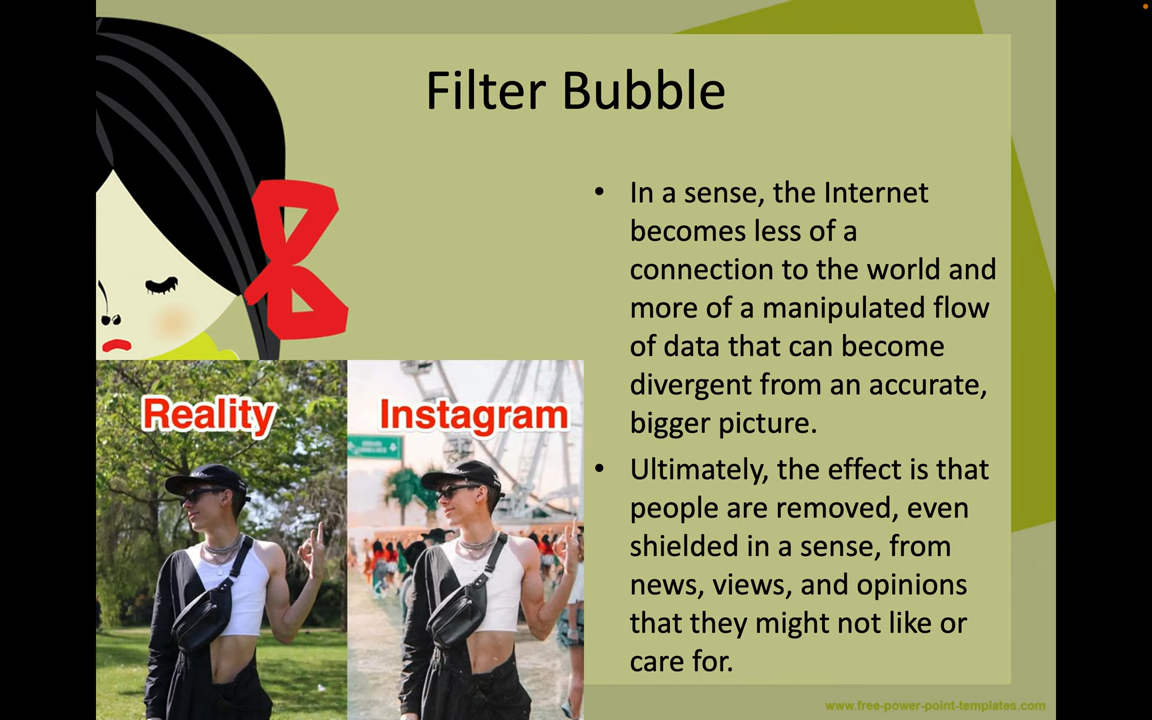 Filter Bubble
• In a sense, the Internet
becomes less of a
connection to the world and
more of a manipulated flow
of data that can become
divergent from an accurate,
bigger picture.
• Ultimately, the effect is that
people are removed, even
shielded in a sense, from
news, views, and opinions
that they might not like or
care for.
Reality
Instagram
www.free-power-point-templates.com